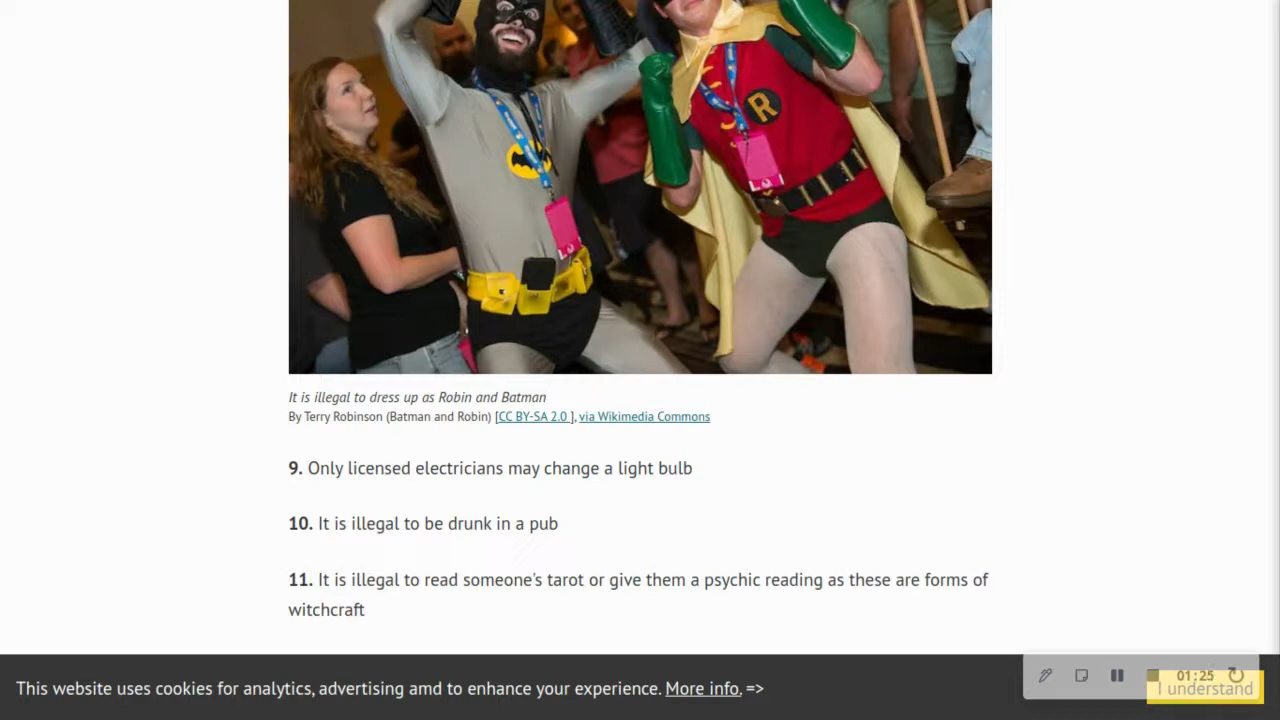 R
It is illegal to dress up as Robin and Batman
By Terry Robinson (Batman and Robin) [CC BY-SA 2.0 ], via Wikimedia Commons
9. Only licensed electricians may change a light bulb
10. It is illegal to be drunk in a pub
11. It is illegal to read someone's tarot or give them a psychic reading as these are forms of
witchcraft
This website uses cookies for analytics, advertising amd to enhance your experience. More info. =>
01:25
I understand